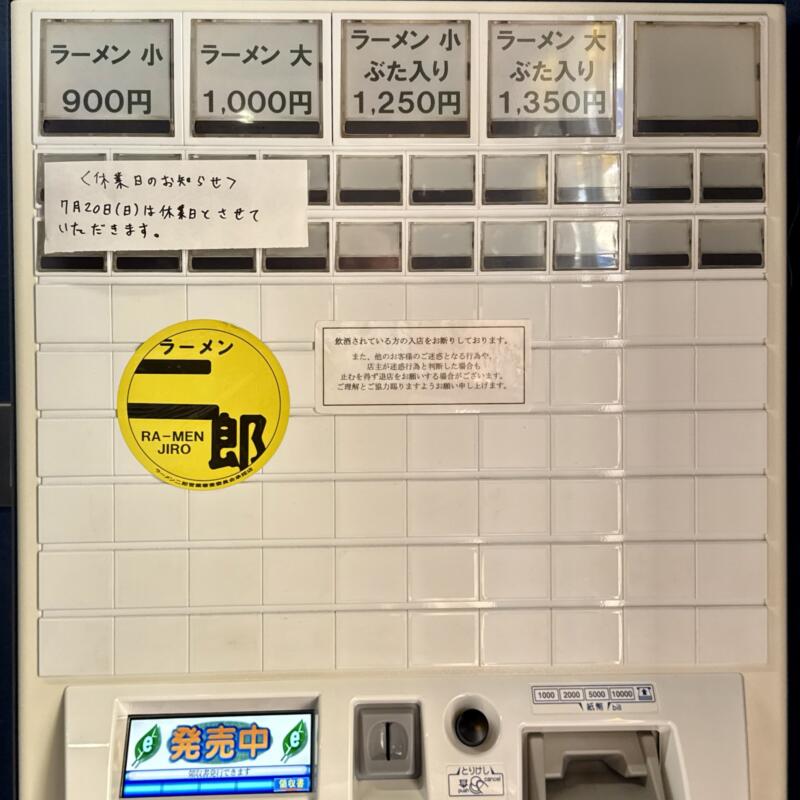 ラーメン 小
900円
ラーメン 大
1,000円
ラーメン 小
ぶた入り
1,250円
ラーメン 大
ぶた入り
1,350円
〈休業日のお知らせ〉
7月20日(日)は休業日とさせて
いただきます。
ラーメン
二郎
RA-MEN
JIRO
飲酒されている方の入店をお断りしております。
また、他のお客様のご迷惑となる行為や、
店主が迷惑行為と判断した場合も
止むを得ず退店をお願いする場合がございます。
ご理解とご協力賜りますようお願い申し上げます。
1000 2000 5000 10000
紙幣 bill
発売中
領収書
とりけし
cancel
push